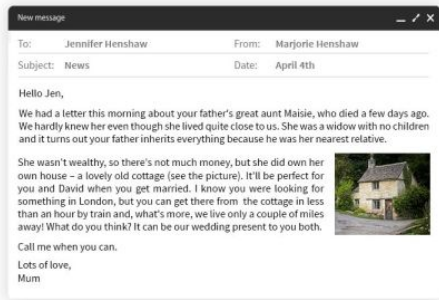 New message
To: Jennifer Henshaw From: Marjorie Henshaw
Subject: News Date: April 4th
Hello Jen,
We had a letter this morning about your father's great aunt Maisie, who died a few days ago.
We hardly knew her even though she lived quite close to us. She was a widow with no children
and it turns out your father inherits everything because he was her nearest relative.
She wasn't wealthy, so there's not much money, but she did own her
own house – a lovely old cottage (see the picture). It'll be perfect for
you and David when you get married. I know you were looking for
something in London, but you can get there from the cottage in less
than an hour by train and, what's more, we live only a couple of miles
away! What do you think? It can be our wedding present to you both.
Call me when you can.
Lots of love,
Mum